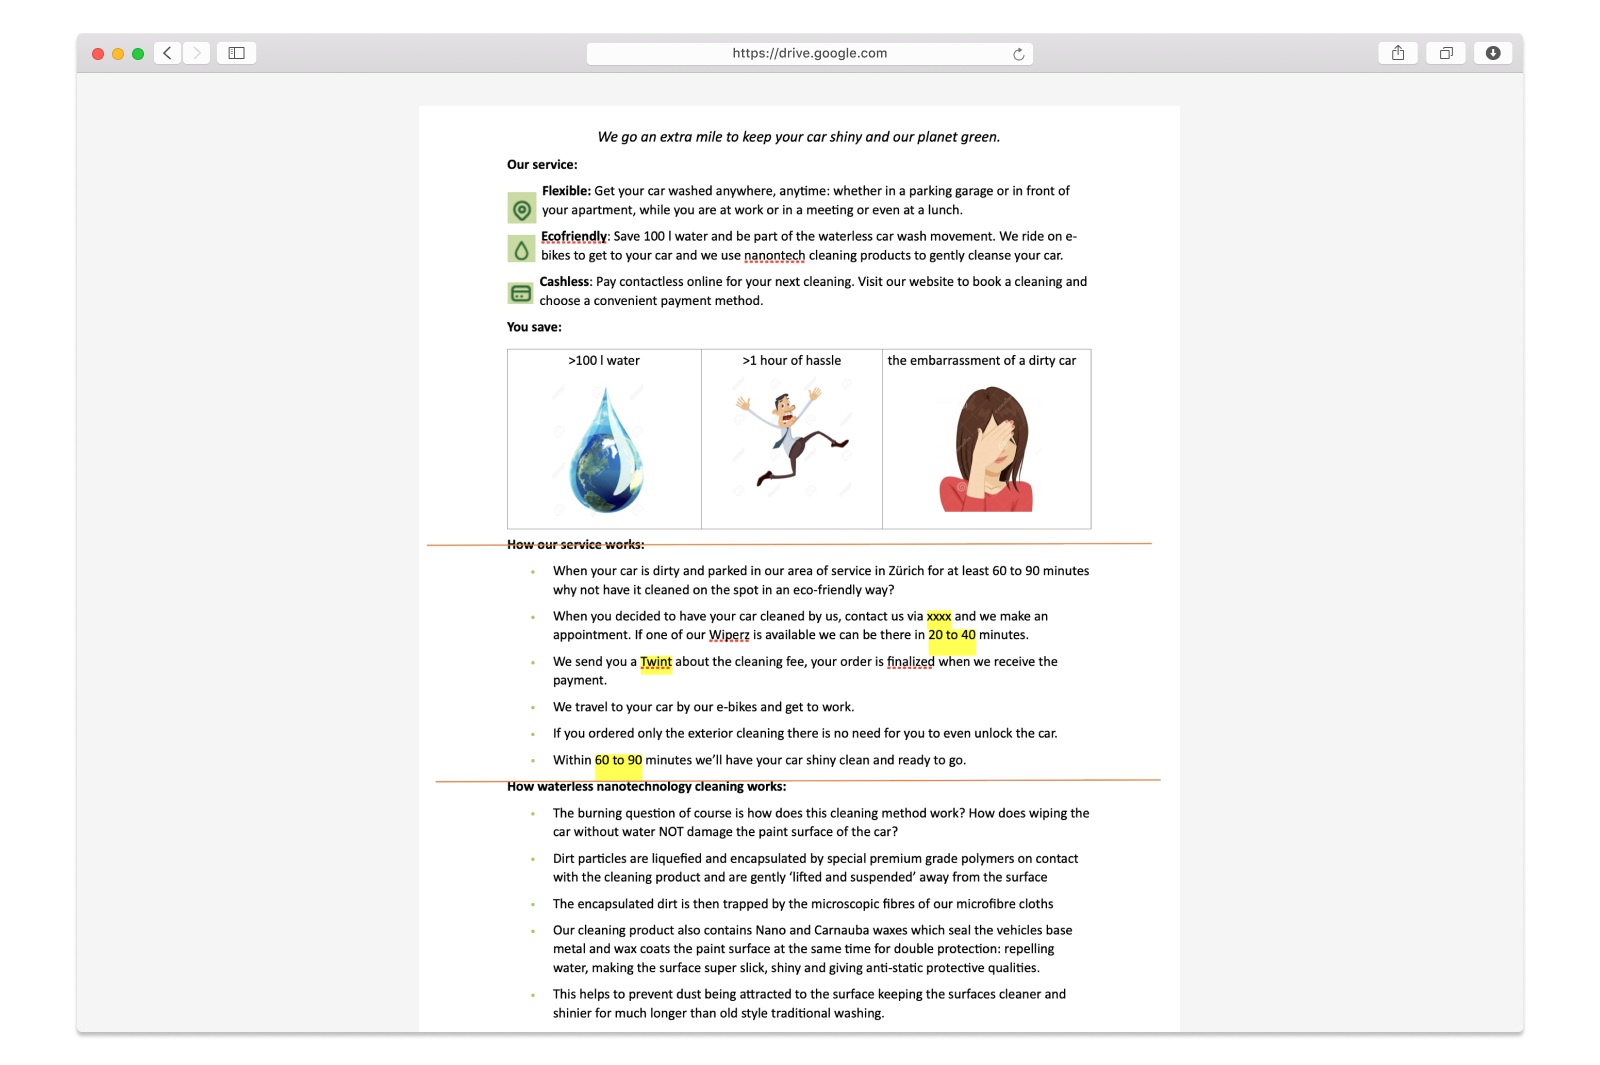 https://drive.google.com
We go an extra mile to keep your car shiny and our planet green.
Our service:
Flexible: Get your car washed anywhere, anytime: whether in a parking garage or in front of
your apartment, while you are at work or in a meeting or even at a lunch.
Ecofriendly: Save 100 l water and be part of the waterless car wash movement. We ride on e-
bikes to get to your car and we use nanontech cleaning products to gently cleanse your car.
Cashless: Pay contactless online for your next cleaning. Visit our website to book a cleaning and
choose a convenient payment method.
You save:
>100 l water
>1 hour of hassle
the embarrassment of a dirty car
How our service works:
When your car is dirty and parked in our area of service in Zürich for at least 60 to 90 minutes
why not have it cleaned on the spot in an eco-friendly way?
When you decided to have your car cleaned by us, contact us via xxxx and we make an
appointment. If one of our Wiperz is available we can be there in 20 to 40 minutes.
We send you a Twint about the cleaning fee, your order is finalized when we receive the
payment.
We travel to your car by our e-bikes and get to work.
If you ordered only the exterior cleaning there is no need for you to even unlock the car.
Within 60 to 90 minutes we’ll have your car shiny clean and ready to go.
How waterless nanotechnology cleaning works:
The burning question of course is how does this cleaning method work? How does wiping the
car without water NOT damage the paint surface of the car?
Dirt particles are liquefied and encapsulated by special premium grade polymers on contact
with the cleaning product and are gently ‘lifted and suspended’ away from the surface
The encapsulated dirt is then trapped by the microscopic fibres of our microfibre cloths
Our cleaning product also contains Nano and Carnauba waxes which seal the vehicles base
metal and wax coats the paint surface at the same time for double protection: repelling
water, making the surface super slick, shiny and giving anti-static protective qualities.
This helps to prevent dust being attracted to the surface keeping the surfaces cleaner and
shinier for much longer than old style traditional washing.